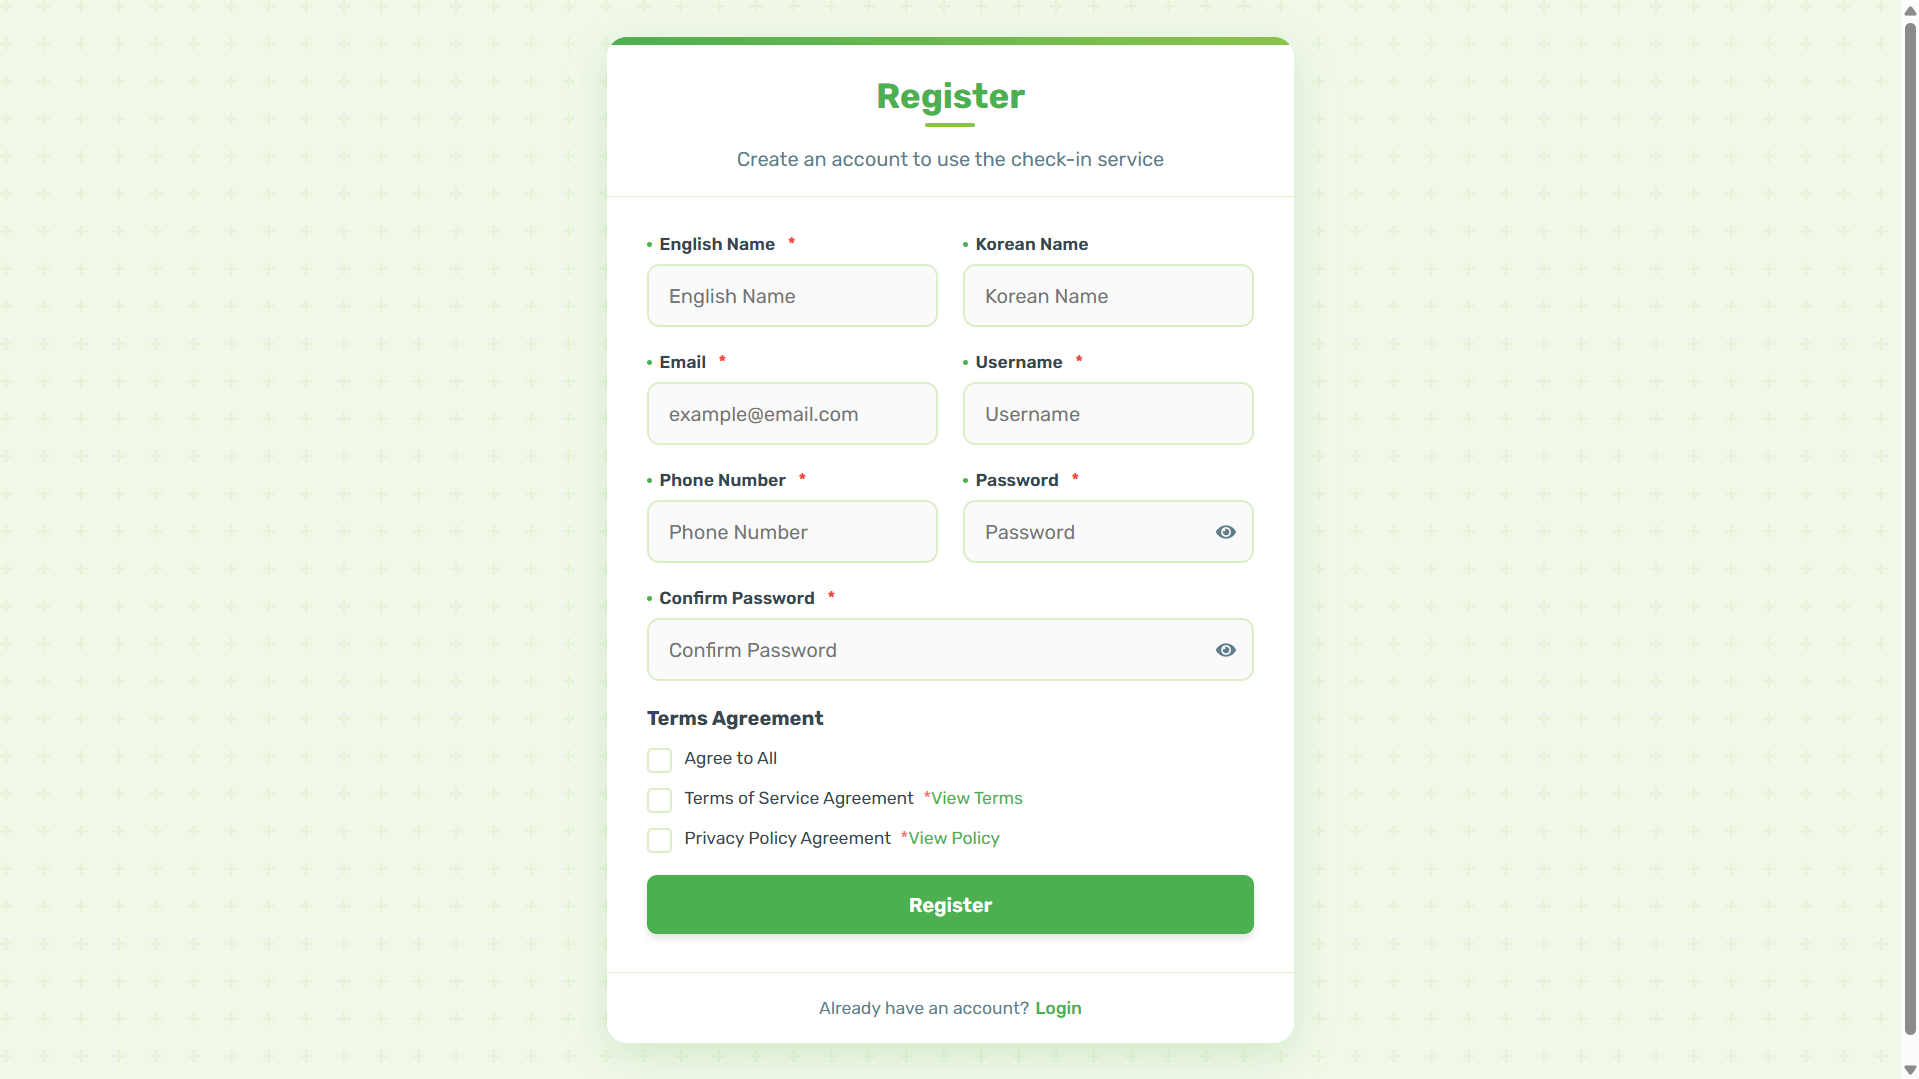 Register
Create an account to use the check-in service
English Name *
English Name
Korean Name
Korean Name
Email *
example@email.com
Username *
Username
Phone Number *
Phone Number
Password *
Password
Confirm Password *
Confirm Password
Terms Agreement
Agree to All
Terms of Service Agreement *View Terms
Privacy Policy Agreement *View Policy
Register
Already have an account? Login